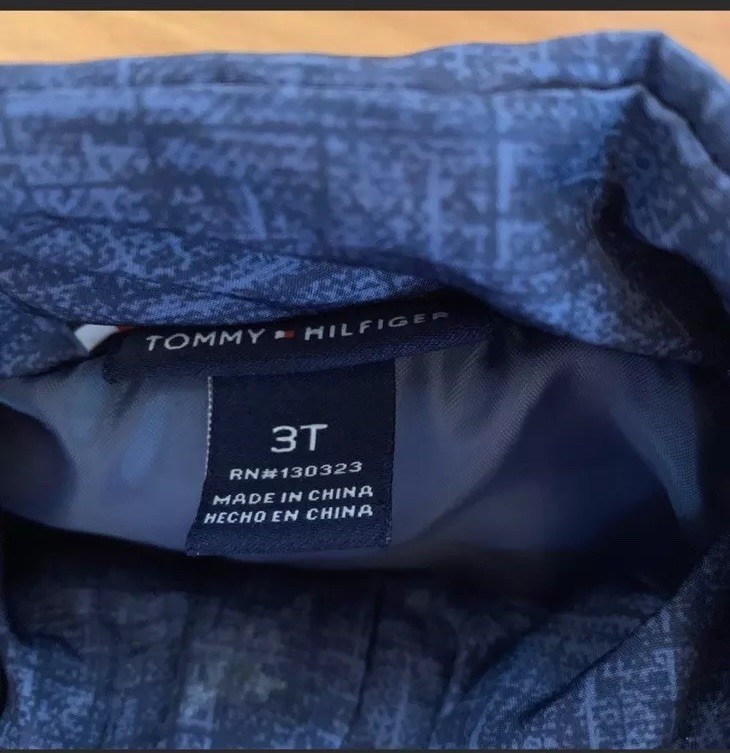 TOMMY HILFIGER
3T
RN#130323
MADE IN CHINA
HECHO EN CHINA